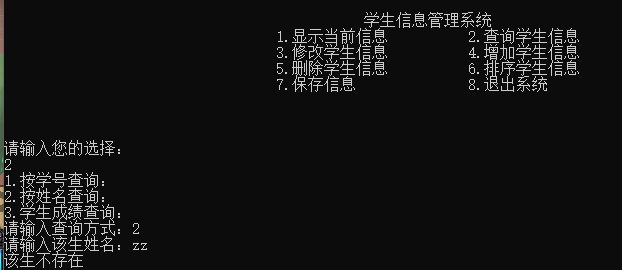 学生信息管理系统
1.显示当前信息 2.查询学生信息
3.修改学生信息 4.增加学生信息
5.删除学生信息 6.排序学生信息
7.保存信息 8.退出系统
请输入您的选择:
2
1.按学号查询:
2.按姓名查询:
3.学生成绩查询:
请输入查询方式: 2
请输入该生姓名: zz
该生不存在